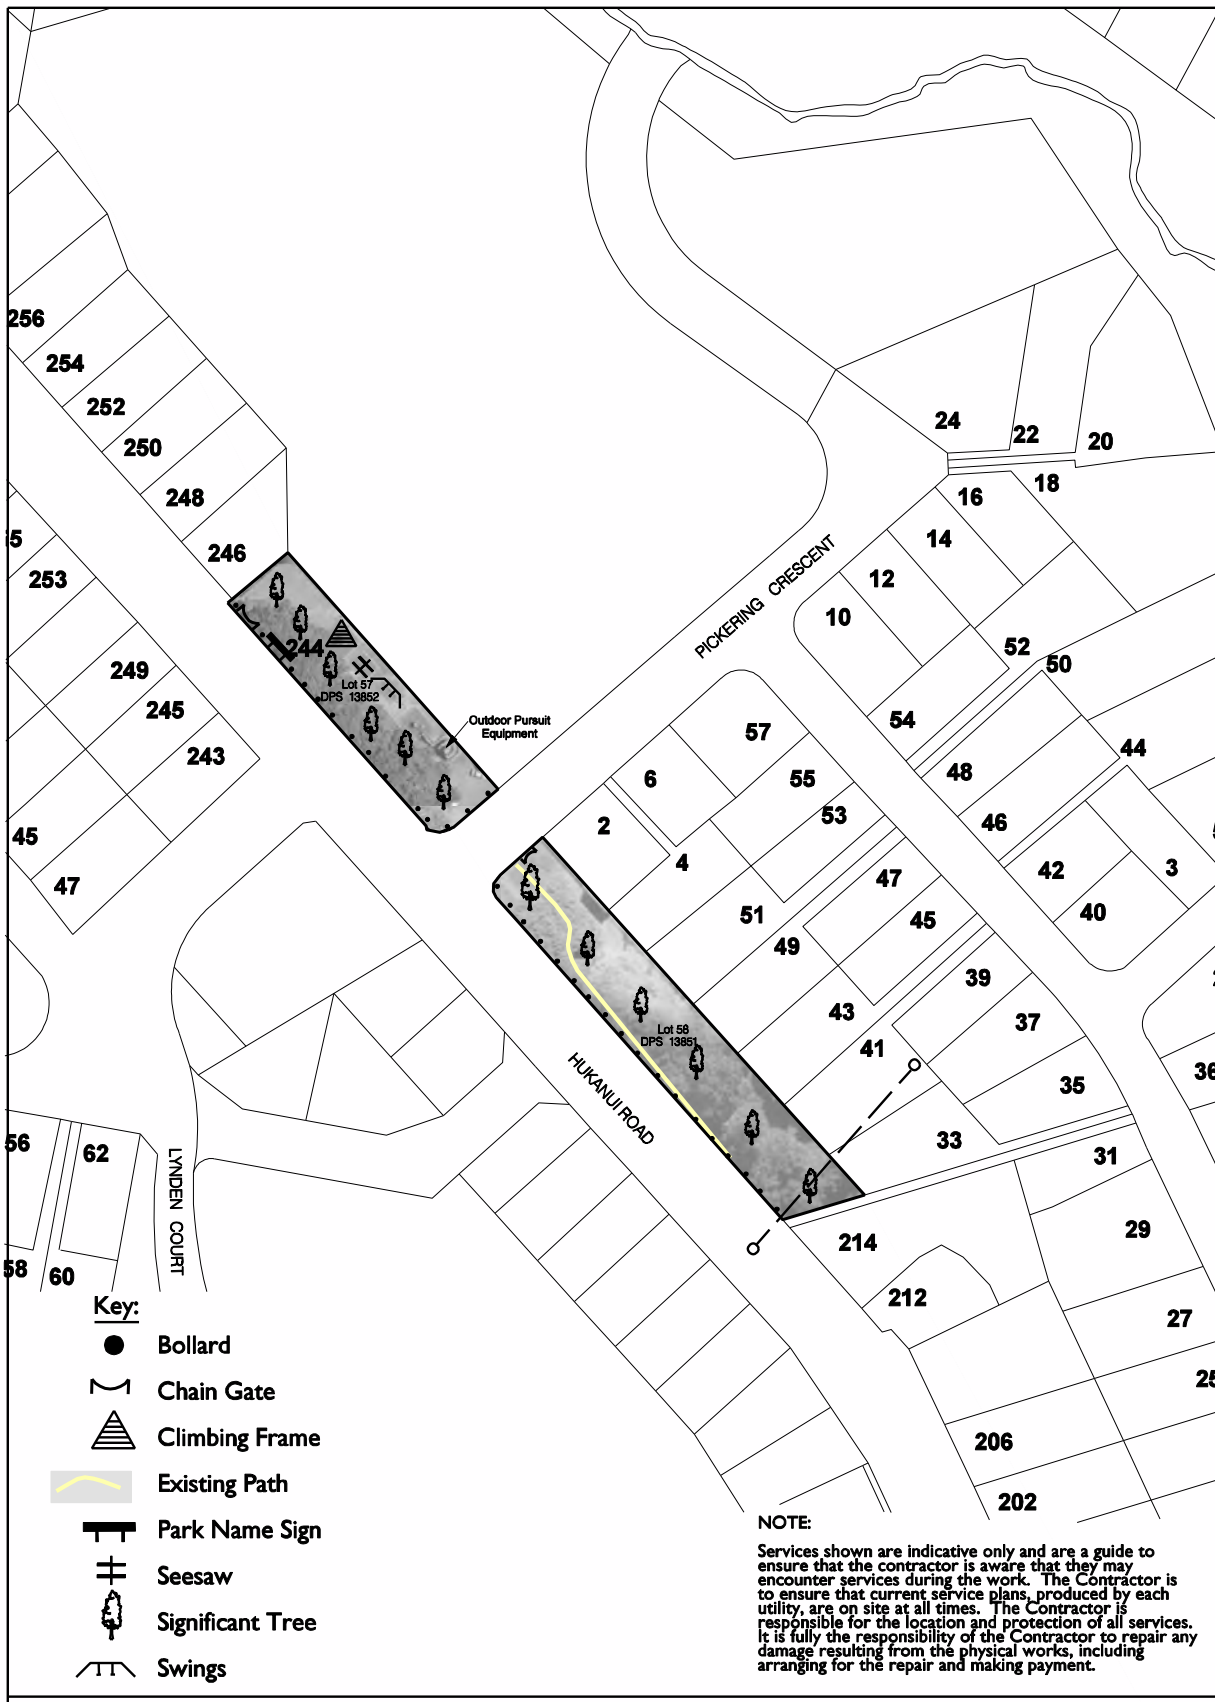 256
254
252
250
248
246
253
249
245
243
45
47
244
Lot 57
DPS 13852
Outdoor Pursuit
Equipment
PICKERING CRESCENT
24
22
20
18
16
14
12
10
52
50
54
48
44
46
42
3
40
57
6
55
2
53
4
47
51
45
49
39
43
37
41
35
36
33
31
Lot 58
DPS 13851
HUKANUI ROAD
LYNDEN COURT
56
62
58
60
214
212
29
27
25
206
202
Key:
Bollard
Chain Gate
Climbing Frame
Existing Path
Park Name Sign
Seesaw
Significant Tree
Swings
NOTE:
Services shown are indicative only and are a guide to
ensure that the contractor is aware that they may
encounter services during the work. The Contractor is
to ensure that current service plans, produced by each
utility, are on site at all times. The Contractor is
responsible for the location and protection of all services.
It is fully the responsibility of the Contractor to repair any
damage resulting from the physical works, including
arranging for the repair and making payment.